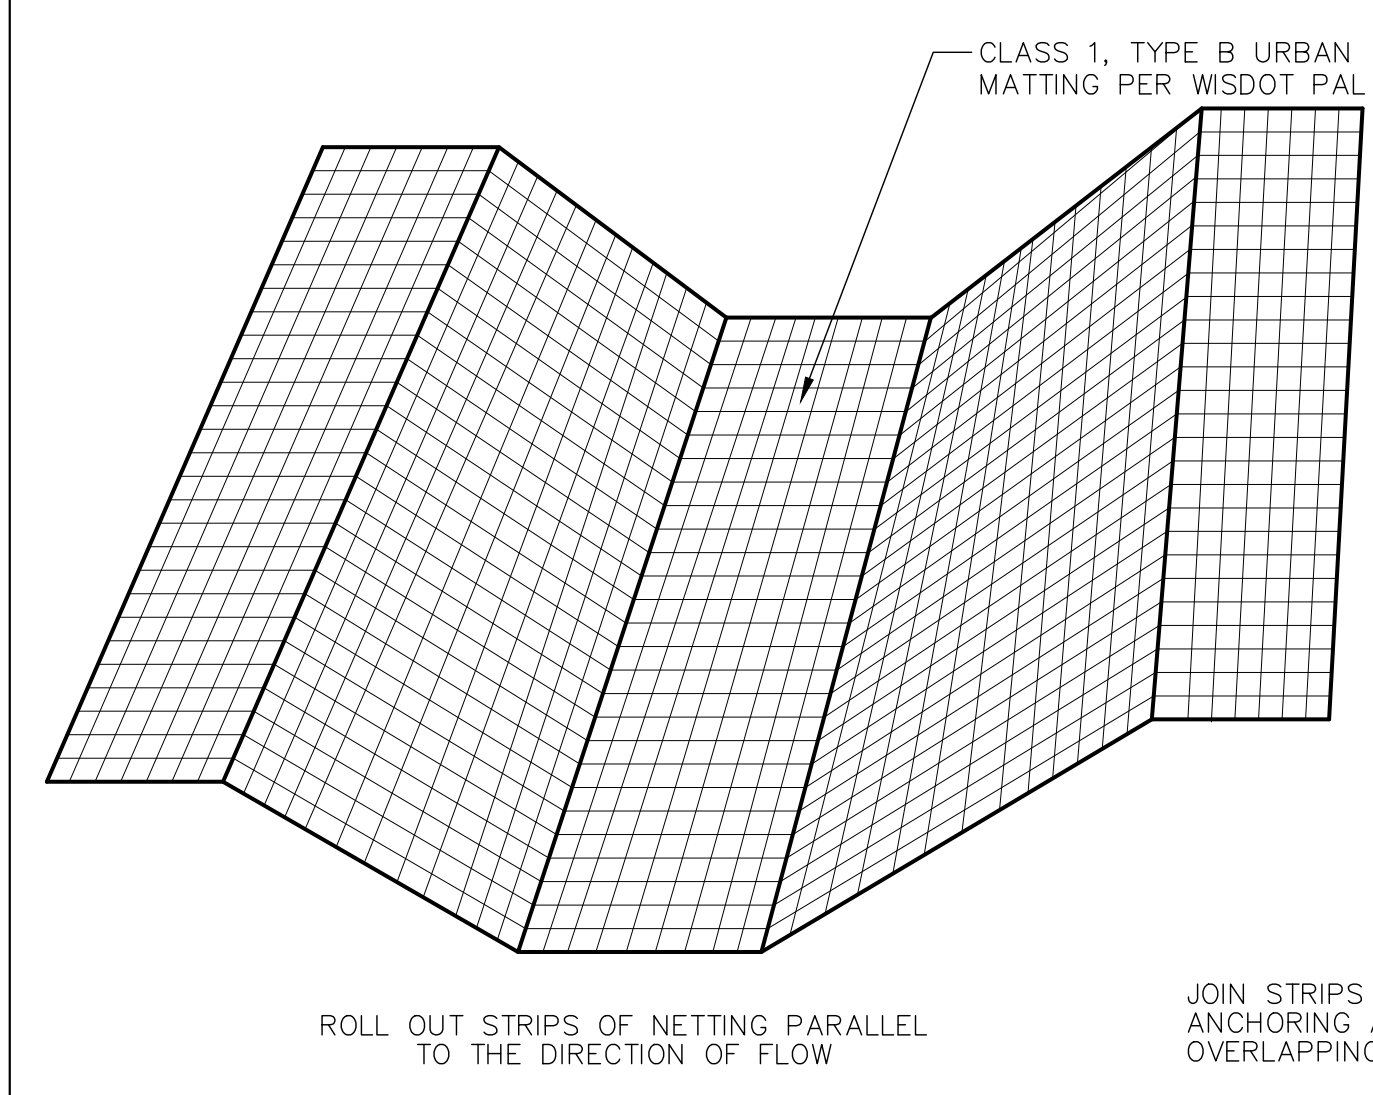 CLASS 1, TYPE B URBAN
MATTING PER WISDOT PAL
ROLL OUT STRIPS OF NETTING PARALLEL
TO THE DIRECTION OF FLOW
JOIN STRIPS
ANCHORING
OVERLAPPING